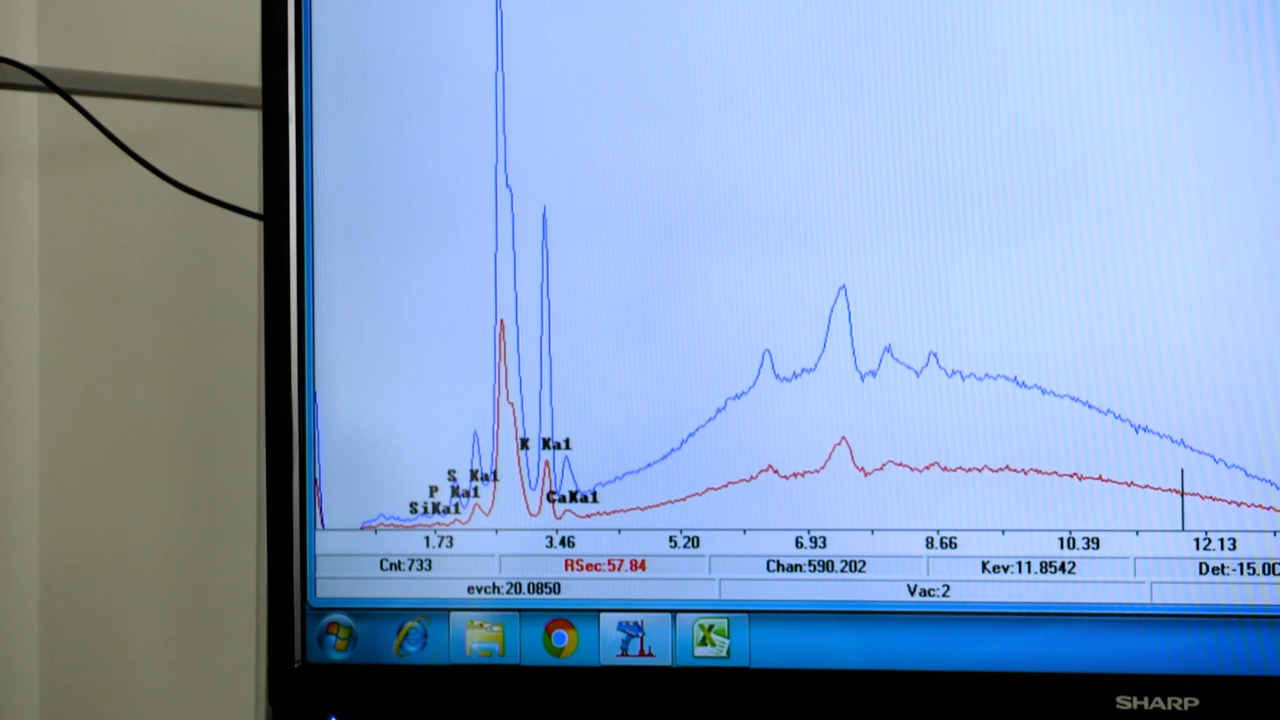 K Ka1
S Ka1
P Ka1
SiKa1
CaKa1
1.73 3.46 5.20 6.93 8.66 10.39 12.13
Cnt:733 RSec:57.84 Chan:590.202 Kev:11.8542 Det:-15.0
evch:20.0850 Vac:2
SHARP